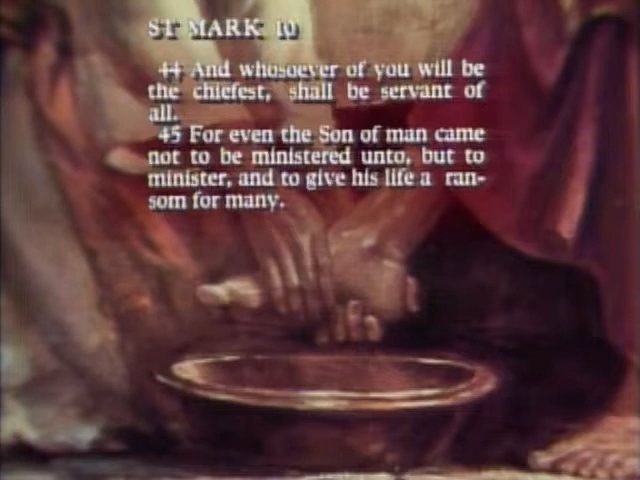 ST MARK 10
44 And whosoever of you will be
the chiefest, shall be servant of
all.
45 For even the Son of man came
not to be ministered unto, but to
minister, and to give his life a ran-
som for many.